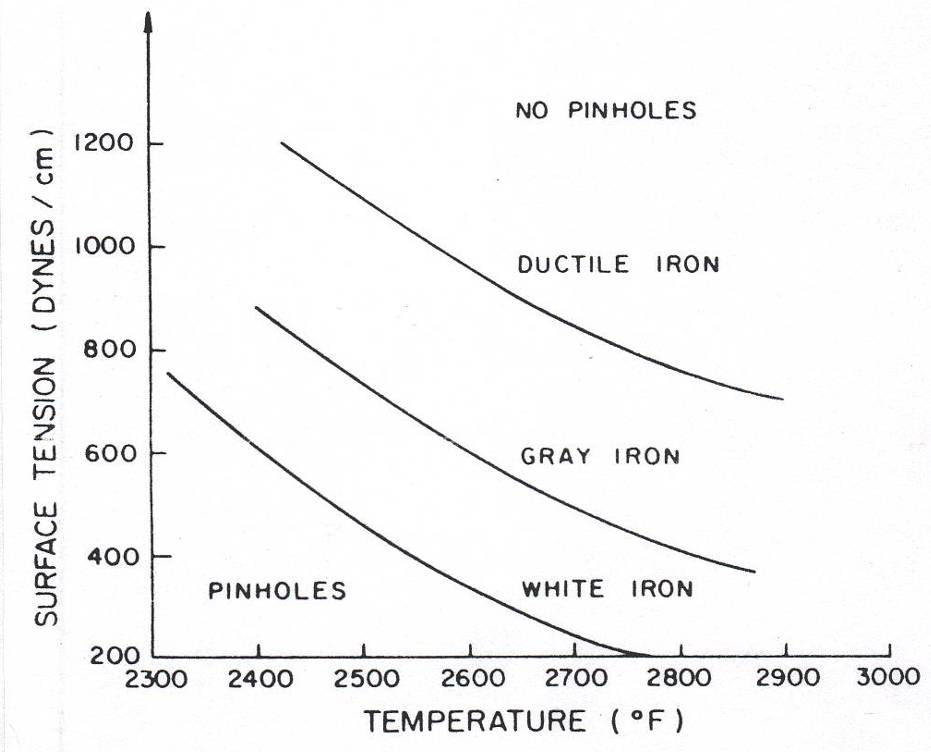 NO PINHOLES
1200
SURFACE TENSION (DYNES / cm)
1000
DUCTILE IRON
800
600
GRAY IRON
400
PINHOLES
WHITE IRON
200
2300 2400 2500 2600 2700 2800 2900 3000
TEMPERATURE (°F)